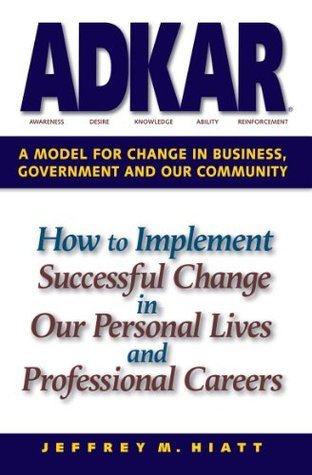 ADKAR®
AWARENESS DESIRE KNOWLEDGE ABILITY REINFORCEMENT
A MODEL FOR CHANGE IN BUSINESS,
GOVERNMENT AND OUR COMMUNITY
How to Implement
Successful Change
in
Our Personal Lives
and
Professional Careers
JEFFREY M. HIATT